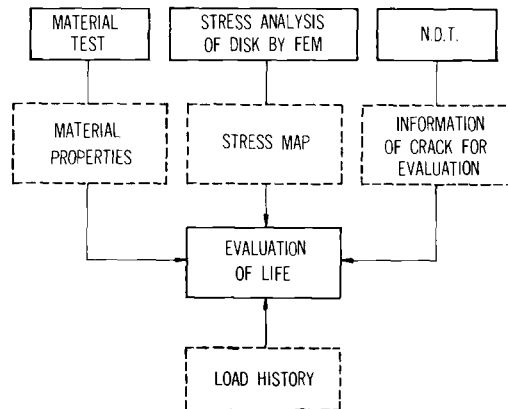 MATERIAL
TEST
STRESS ANALYSIS
OF DISK BY FEM
N.D.T.
MATERIAL
PROPERTIES
STRESS MAP
INFORMATION
OF CRACK FOR
EVALUATION
EVALUATION
OF LIFE
LOAD HISTORY